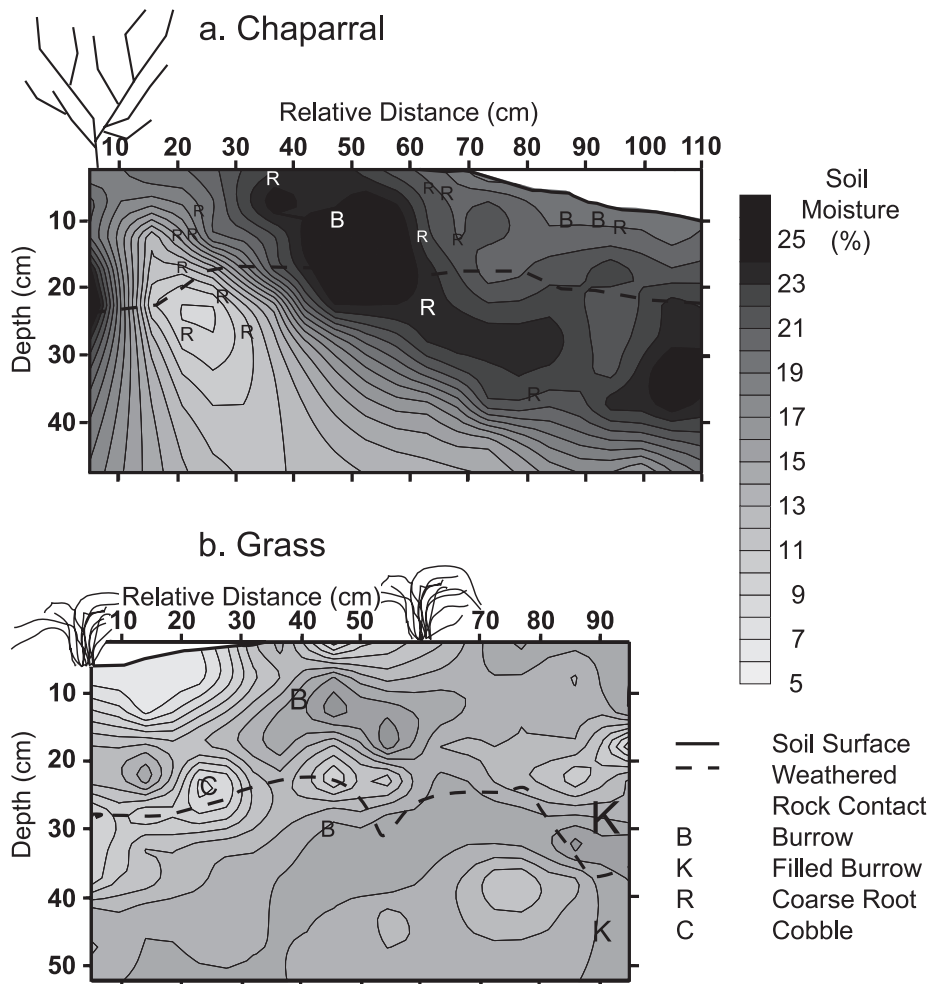 a. Chaparral
Relative Distance (cm)
10 20 30 40 50 60 70 80 90 100 110
Depth (cm)
10
20
30
40
R
R
R
R
R
R
R
R
R
B
R
R
R
R
R
R
B
B
R
Soil
Moisture
(%)
25
23
21
19
17
15
13
11
9
7
5
b. Grass
Relative Distance (cm)
10 20 30 40 50 70 80 90
Depth (cm)
10
20
30
40
50
B
C
B
K
K
Soil Surface
Weathered
Rock Contact
B Burrow
K Filled Burrow
R Coarse Root
C Cobble